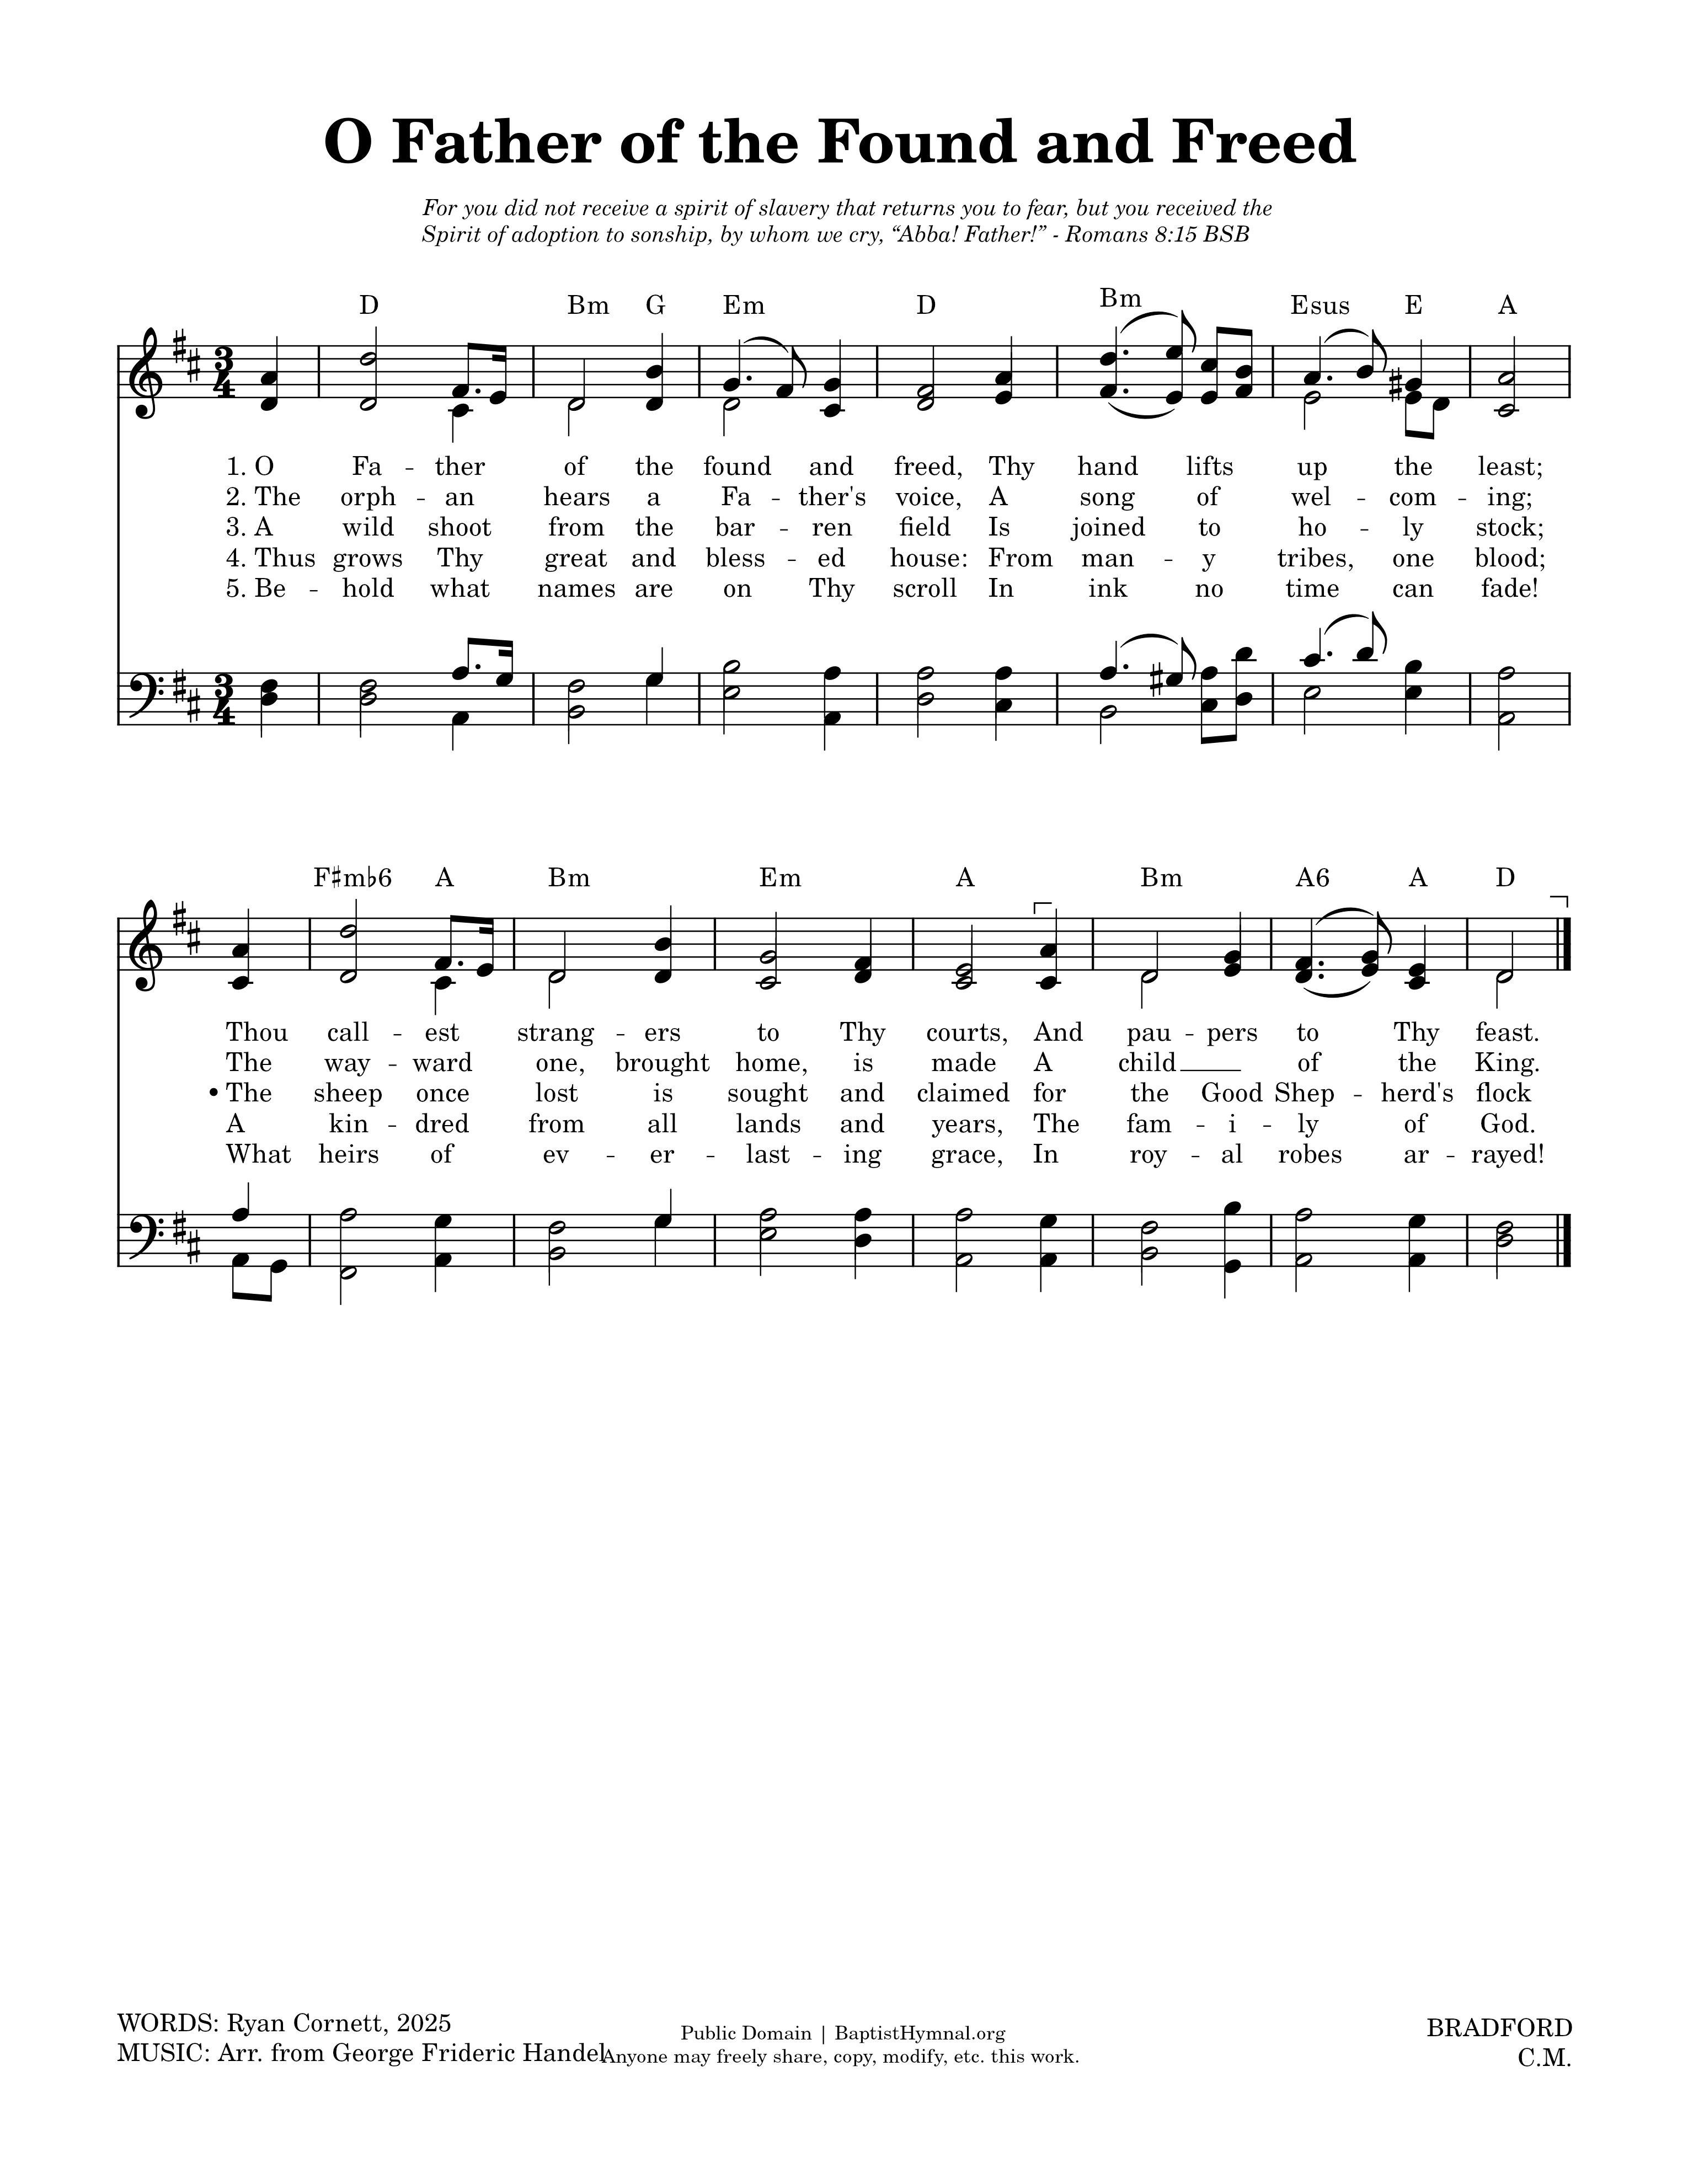 O Father of the Found and Freed
For you did not receive a spirit of slavery that returns you to fear, but you received the
Spirit of adoption to sonship, by whom we cry, “Abba! Father!” - Romans 8:15 BSB
D Bm G Em D Bm Esus E A
3 4
1. O Fa - ther of the found and freed, Thy hand lifts up the least;
2. The orph - an hears a Fa - ther's voice, A song of wel - com - ing;
3. A wild shoot from the bar - ren field Is joined to ho - ly stock;
4. Thus grows Thy great and bless - ed house: From man - y tribes, one blood;
5. Be - hold what names are on Thy scroll In ink no time can fade!
3 4
F♯m♭6 A Bm Em A Bm A6 A D
Thou call - est strang - ers to Thy courts, And pau - pers to Thy feast.
The way - ward one, brought home, is made A child __ of the King.
• The sheep once lost is sought and claimed for the Good Shep - herd's flock
A kin - dred from all lands and years, The fam - i - ly of God.
What heirs of ev - er - last - ing grace, In roy - al robes ar - rayed!
WORDS: Ryan Cornett, 2025
MUSIC: Arr. from George Frideric Handel
Public Domain | BaptistHymnal.org
Anyone may freely share, copy, modify, etc. this work.
BRADFORD
C.M.